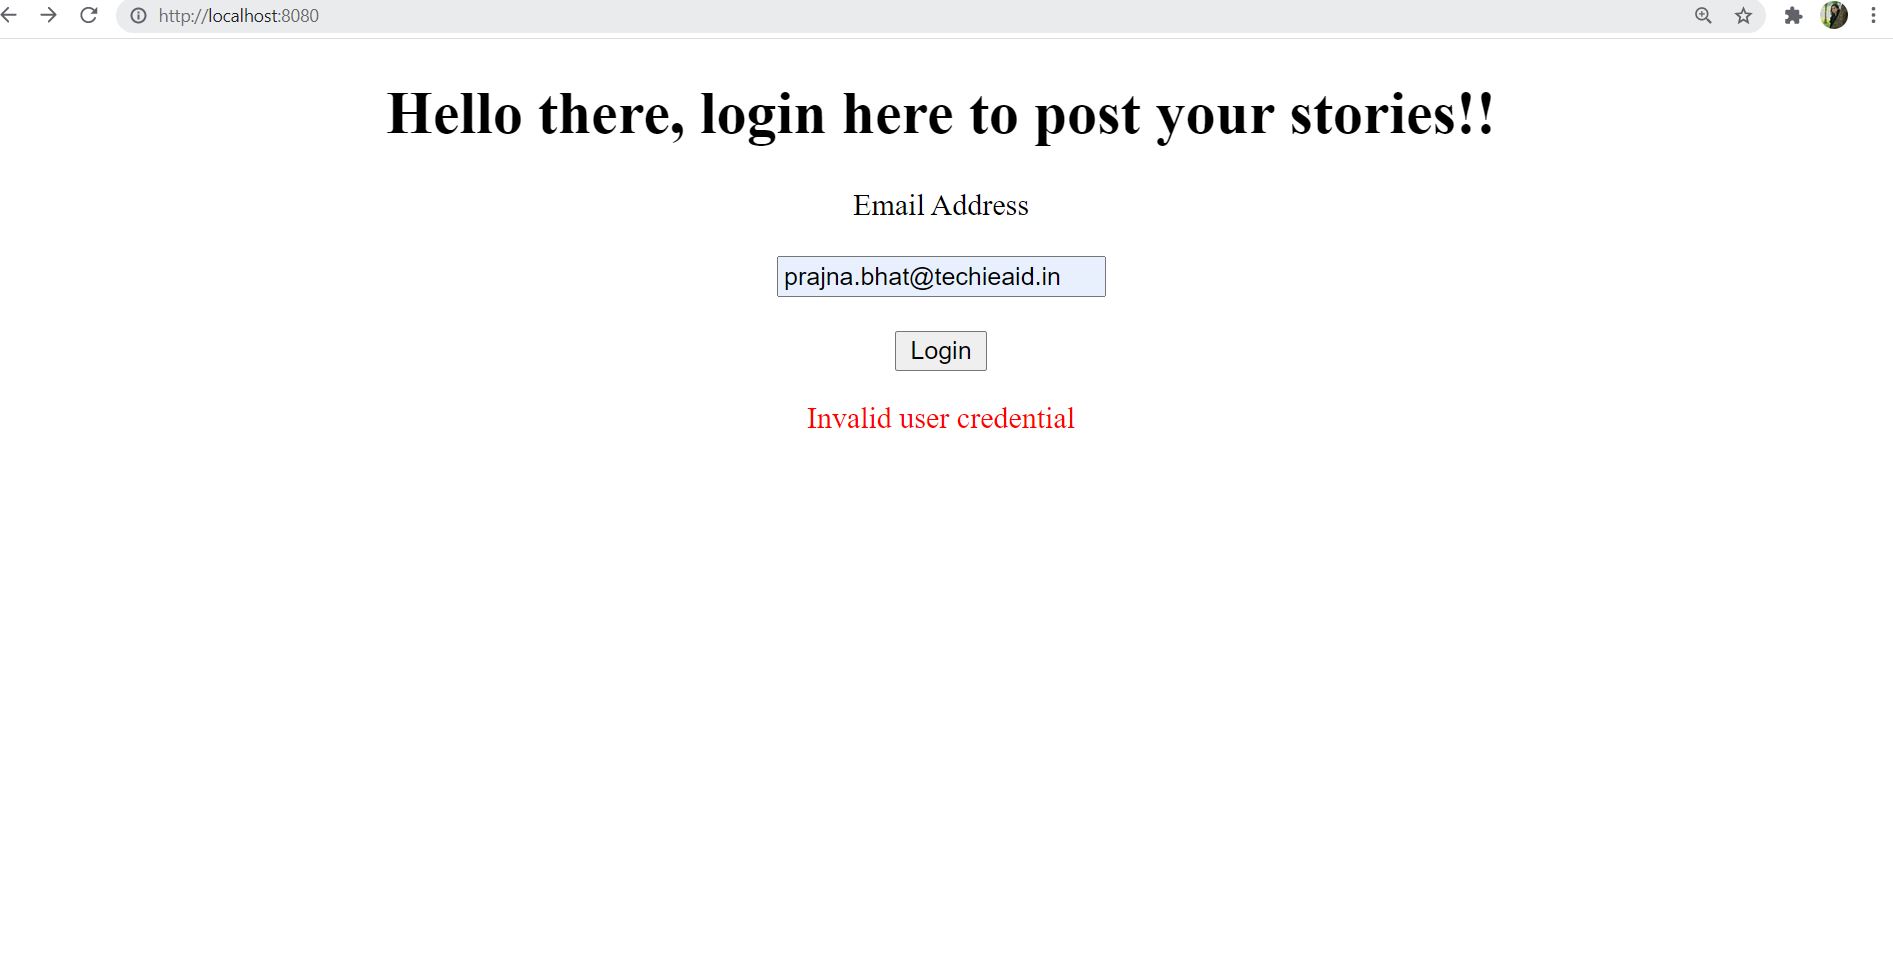 http://localhost:8080
Hello there, login here to post your stories!!
Email Address
prajna.bhat@techieaid.in
Login
Invalid user credential